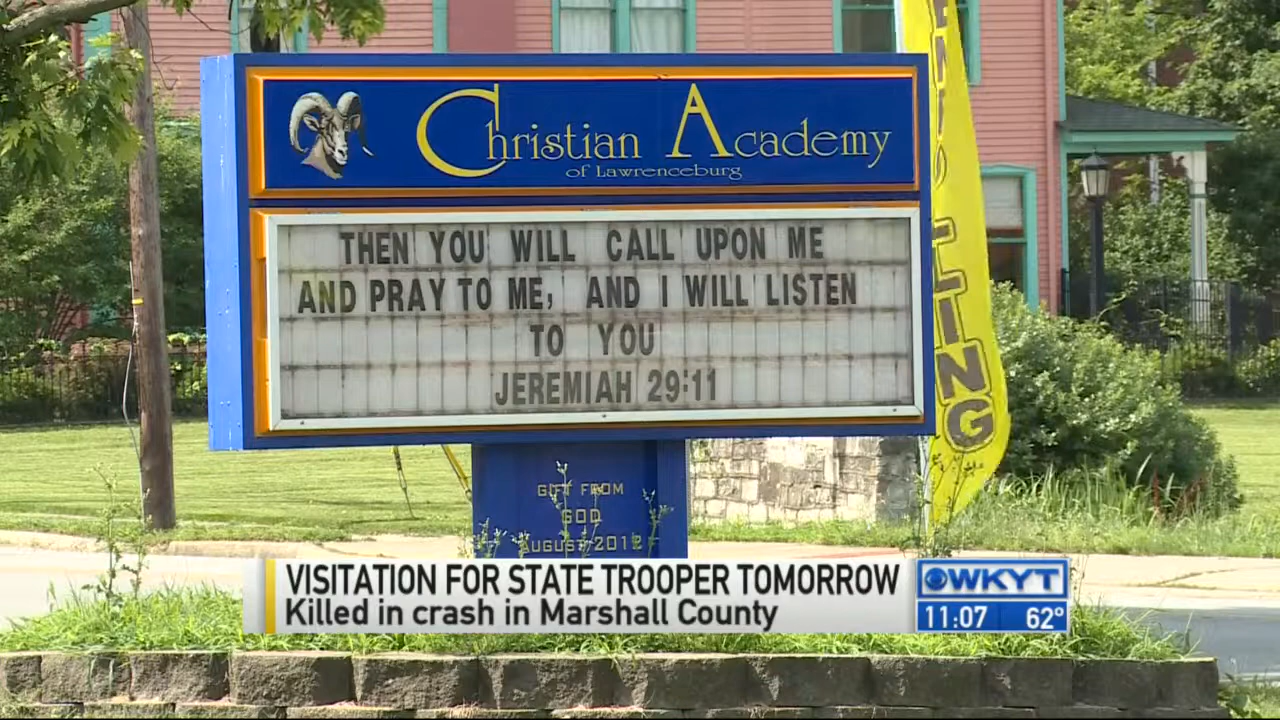 Christian Academy
of Lawrenceburg
THEN YOU WILL CALL UPON ME
AND PRAY TO ME, AND I WILL LISTEN
TO YOU
JEREMIAH 29:11
GIFT FROM
GOD
AUGUST 2012
LING
VISITATION FOR STATE TROOPER TOMORROW
Killed in crash in Marshall County
WKYT
11:07 62°